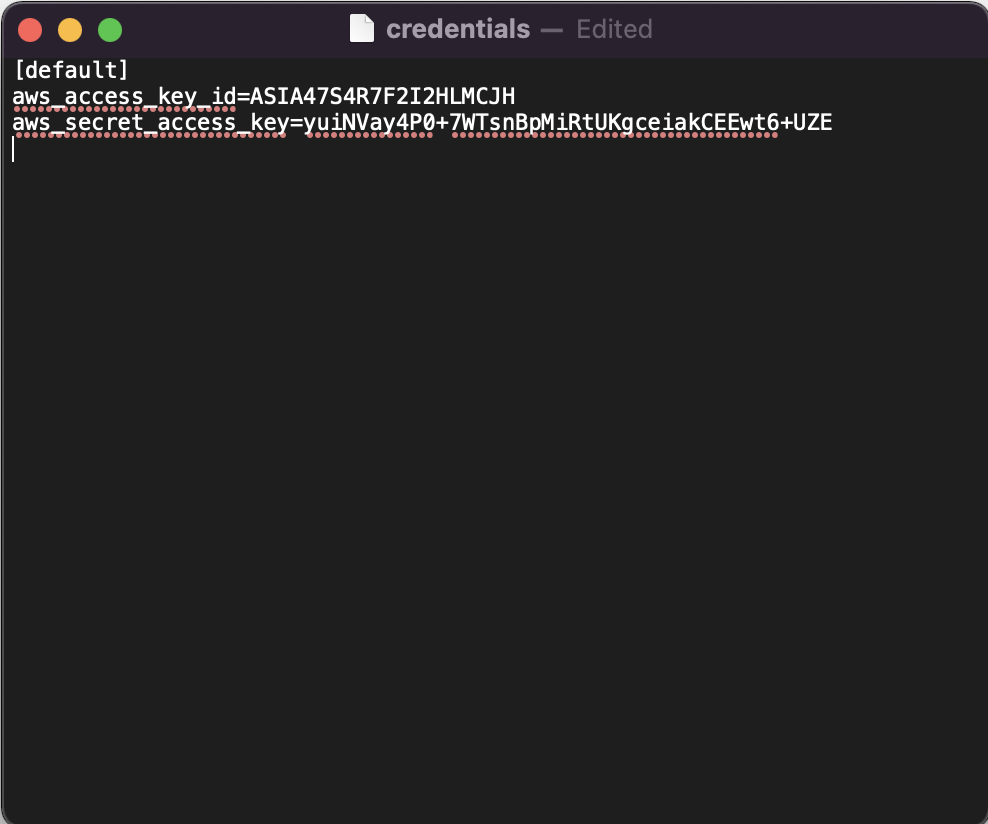 credentials — Edited
[default]
aws_access_key_id=ASIA47S4R7F2I2HLMCJH
aws_secret_access_key=yuiNVay4P0+7WTsnBpMiRtUKgceiakCEEwt6+UZE